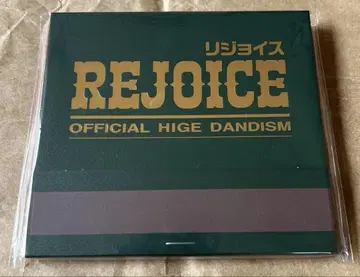 リジョイス
REJOICE
OFFICIAL HIGE DANDISM